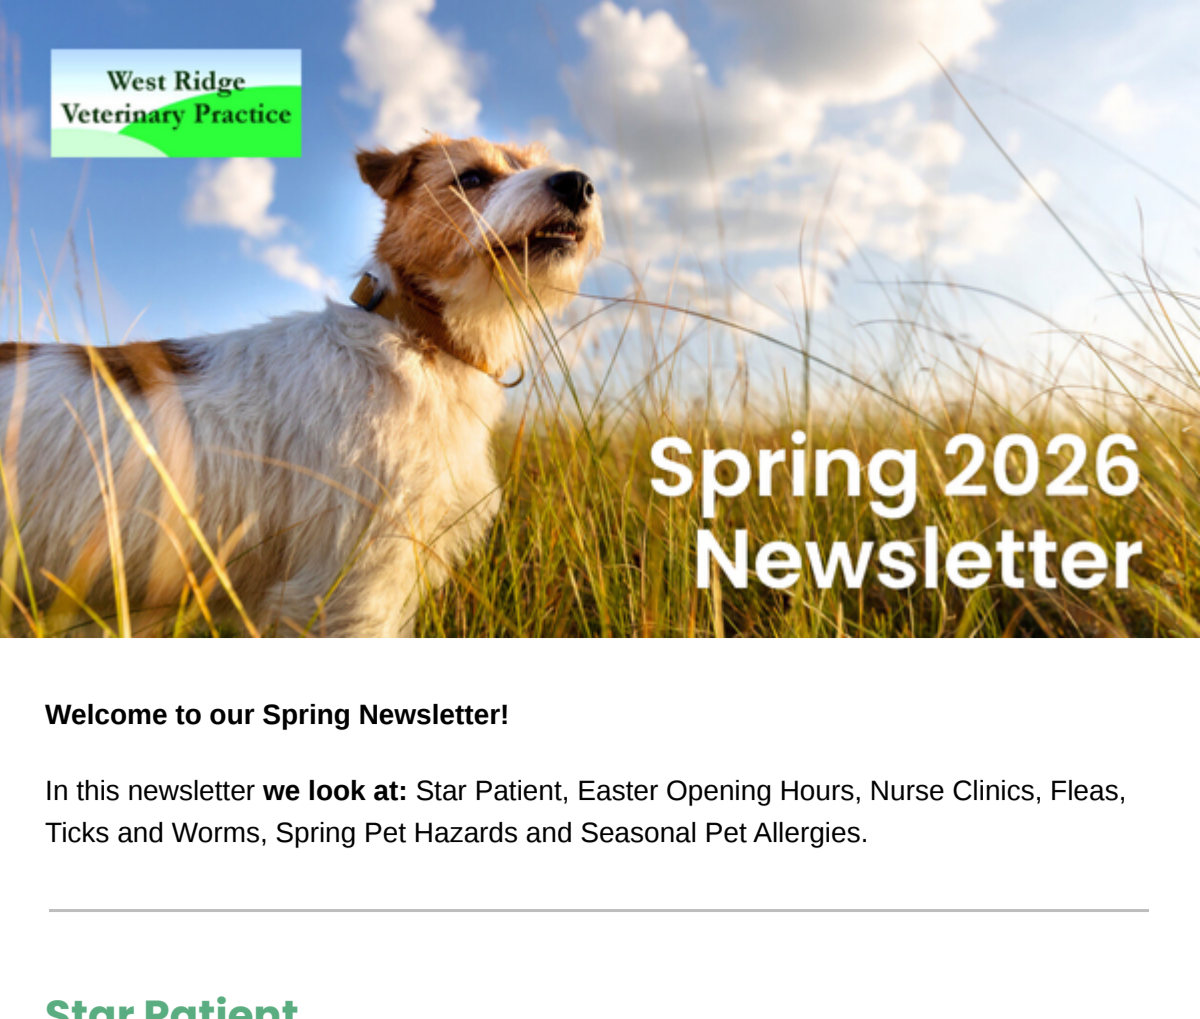 West Ridge
Veterinary Practice
Spring 2026
Newsletter
Welcome to our Spring Newsletter!
In this newsletter we look at: Star Patient, Easter Opening Hours, Nurse Clinics, Fleas,
Ticks and Worms, Spring Pet Hazards and Seasonal Pet Allergies.
Star Patient